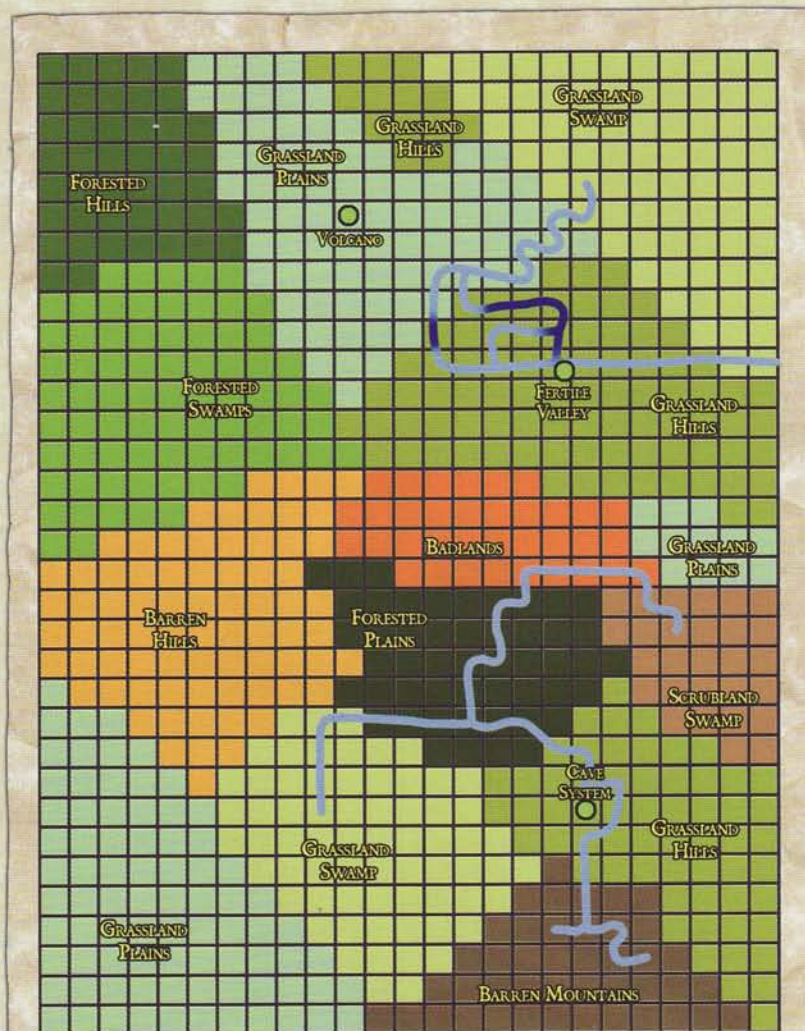 Grassland
Swamp
Grassland
Hills
Grassland
Plains
Forested
Hills
Volcano
Forested
Swamps
Fertile
Valley
Grassland
Hills
Badlands
Grassland
Plains
Barren
Hills
Forested
Plains
Scrubland
Swamp
Cave
System
Grassland
Hills
Grassland
Swamp
Grassland
Plains
Barren Mountains